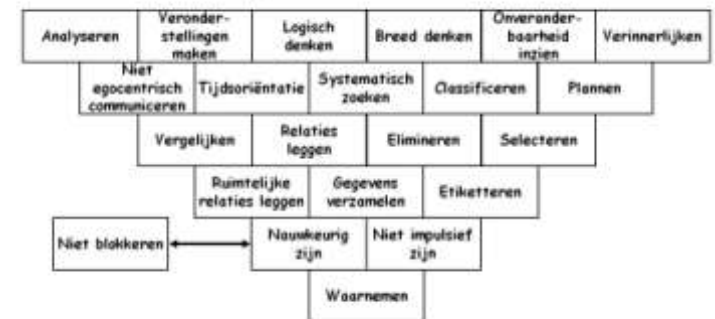 Analyseren
Veronder-
stellingen
maken
Logisch
denken
Breed denken
Onverander-
baarheid
inzien
Verinnerlijken
Niet
egocentrisch
communiceren
Tijdsoriëntatie
Systematisch
zoeken
Classificeren
Plannen
Vergelijken
Relaties
leggen
Elimineren
Selecteren
Ruimtelijke
relaties leggen
Gegevens
verzamelen
Etiketteren
Niet blokkeren
Nauwkeurig
zijn
Niet impulsief
zijn
Waarnemen